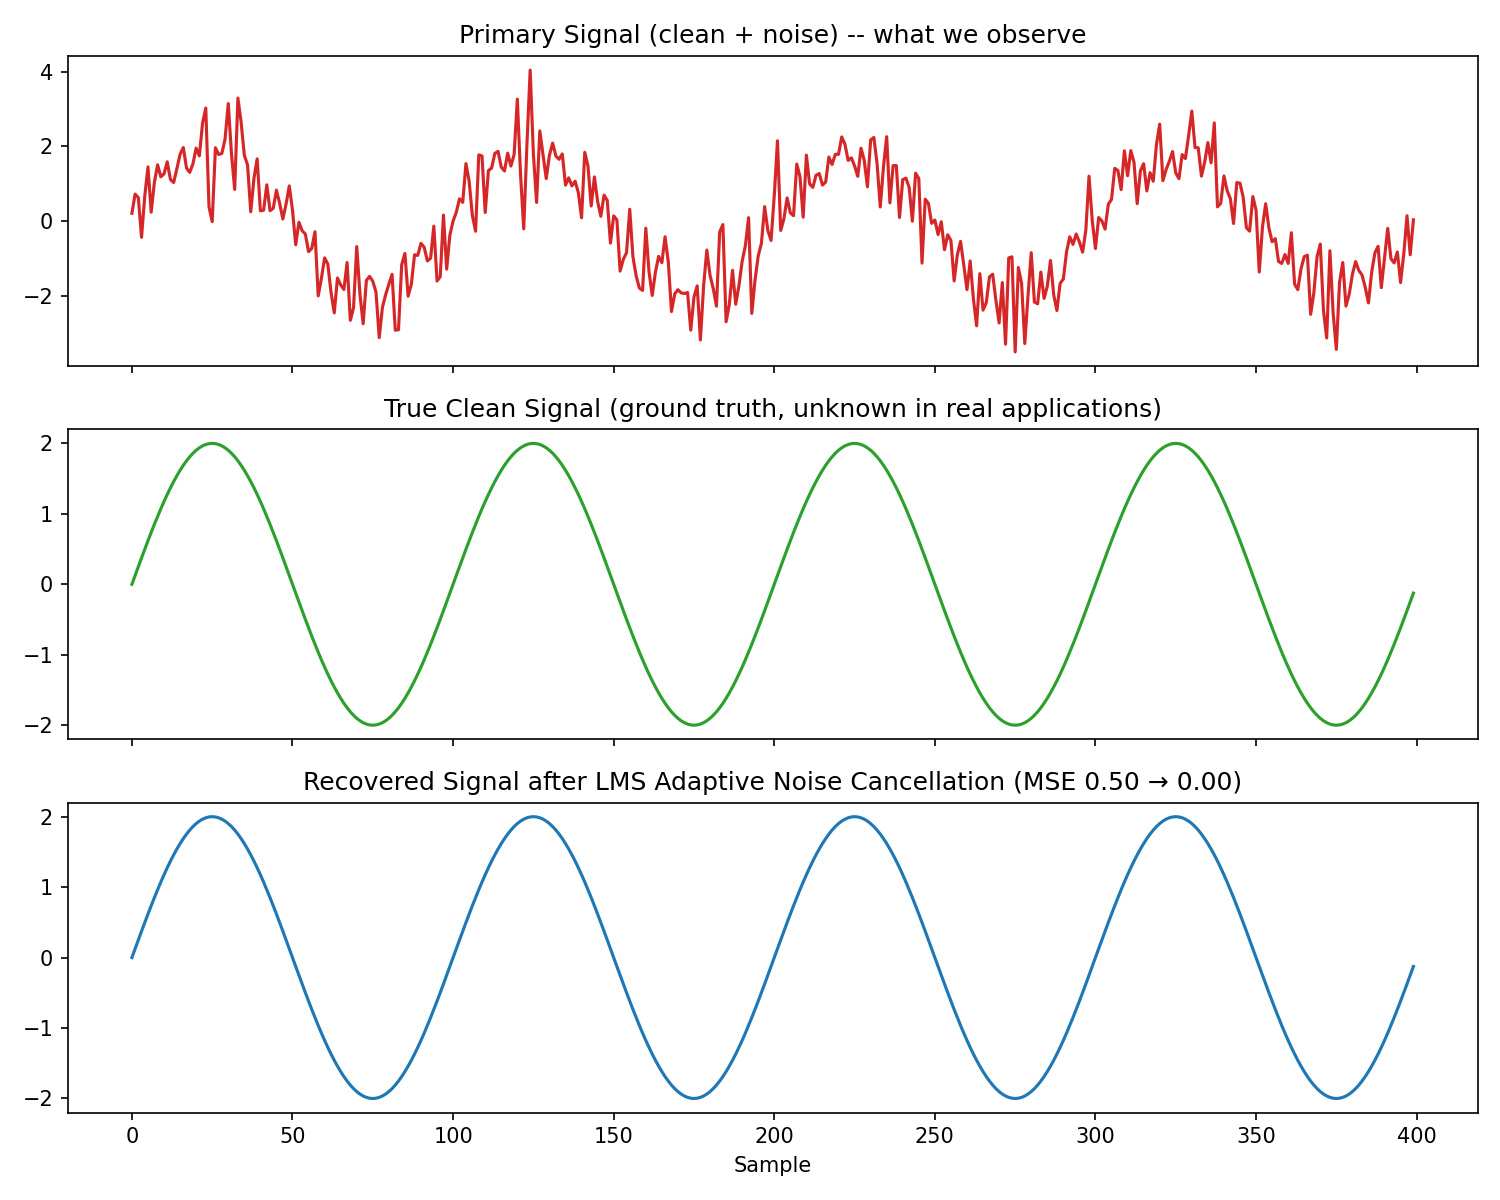 Primary Signal (clean + noise) -- what we observe
4
2
0
−2
True Clean Signal (ground truth, unknown in real applications)
2
1
0
−1
−2
Recovered Signal after LMS Adaptive Noise Cancellation (MSE 0.50 → 0.00)
2
1
0
−1
−2
0 50 100 150 200 250 300 350 400
Sample